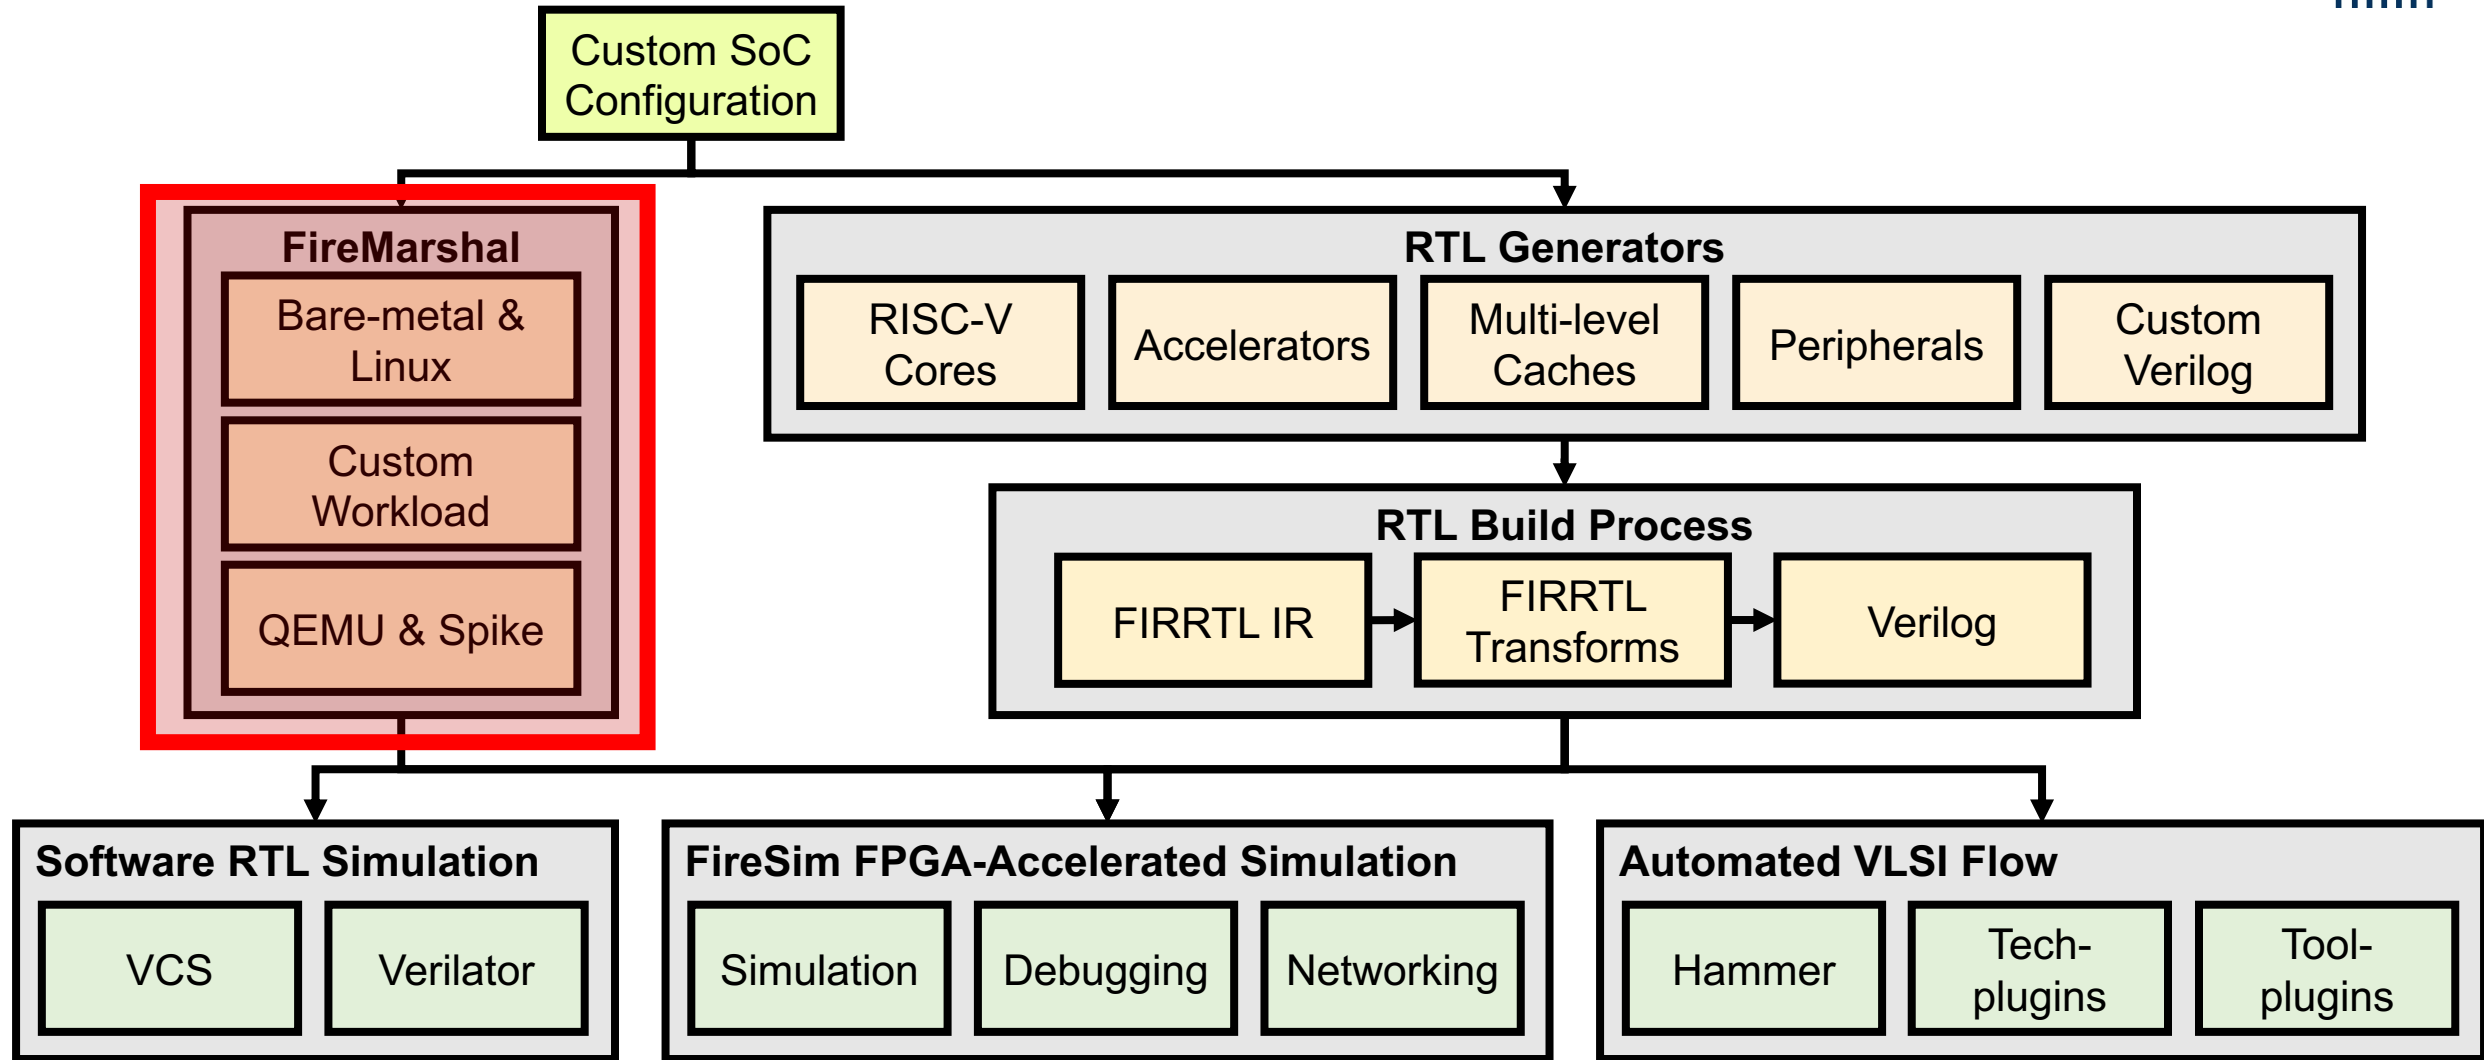 Custom SoC
Configuration
FireMarshal
Bare-metal &
Linux
Custom
Workload
QEMU & Spike
RTL Generators
RISC-V
Cores
Accelerators
Multi-level
Caches
Peripherals
Custom
Verilog
RTL Build Process
FIRRTL IR
FIRRTL
Transforms
Verilog
Software RTL Simulation
VCS
Verilator
FireSim FPGA-Accelerated Simulation
Simulation
Debugging
Networking
Automated VLSI Flow
Hammer
Tech-
plugins
Tool-
plugins